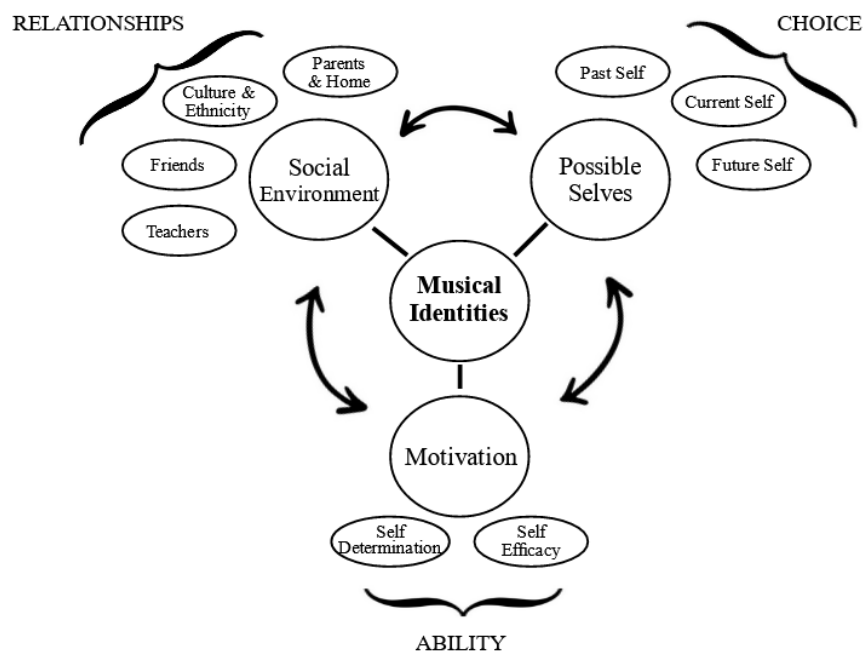 RELATIONSHIPS
CHOICE
Parents
& Home
Culture &
Ethnicity
Friends
Teachers
Social
Environment
Past Self
Current Self
Future Self
Possible
Selves
Musical
Identities
Motivation
Self
Determination
Self
Efficacy
ABILITY